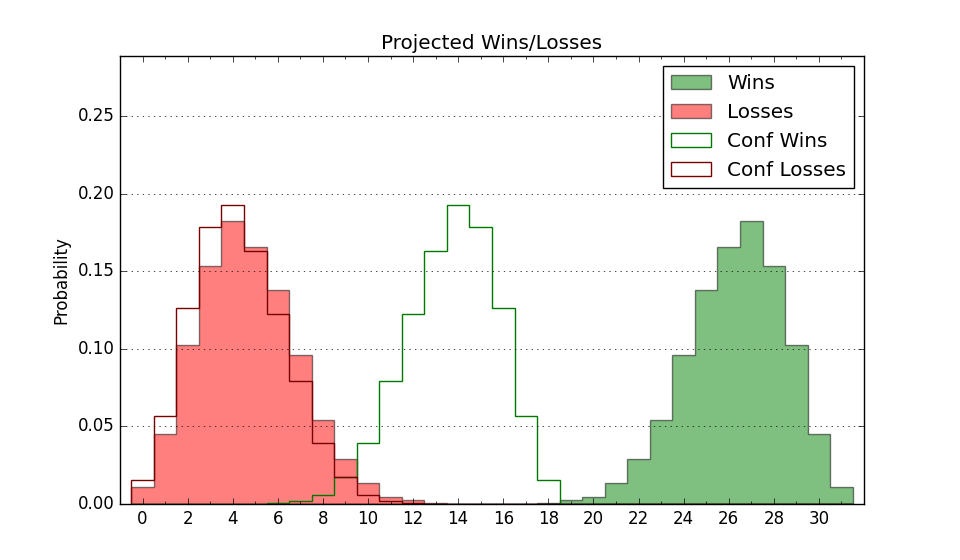 Projected Wins/Losses
Wins
Losses
Conf Wins
Conf Losses
Probability
0.25
0.20
0.15
0.10
0.05
0.00
0 2 4 6 8 10 12 14 16 18 20 22 24 26 28 30